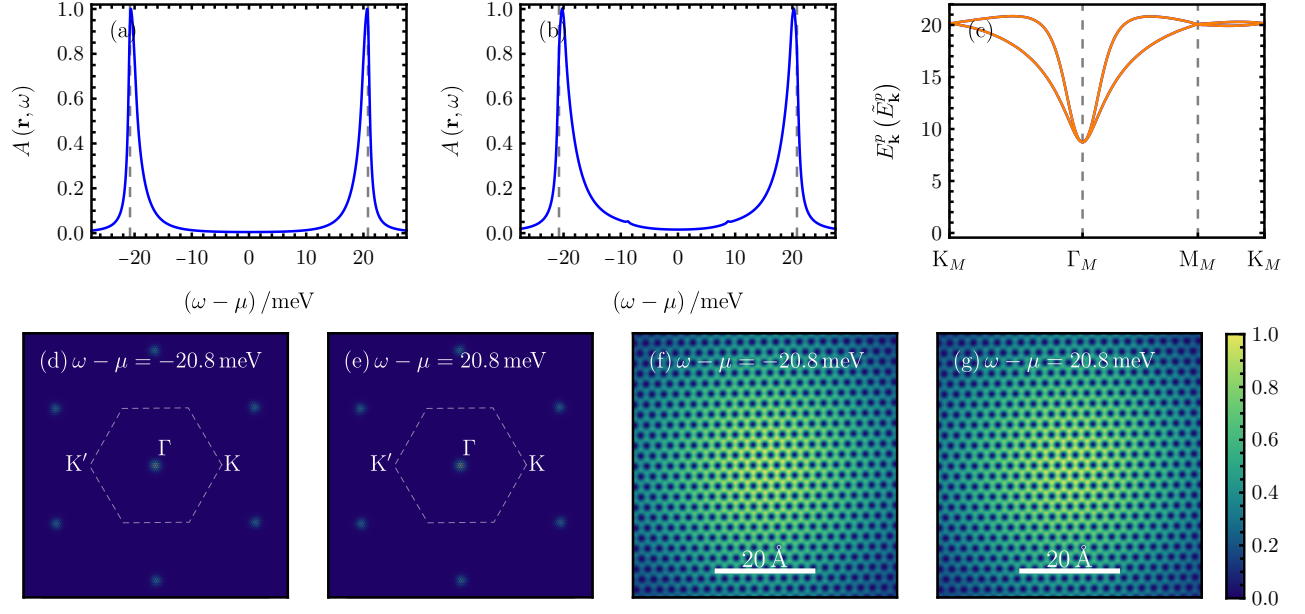 (a)
1.0
0.8
0.6
0.4
0.2
0.0
A (r, ω)
−20 −10 0 10 20
(ω − μ) /meV
(b)
1.0
0.8
0.6
0.4
0.2
0.0
A (r, ω)
−20 −10 0 10 20
(ω − μ) /meV
(c)
20
15
10
5
0
E_k^p (Ẽ_k^p)
K_M Γ_M M_M K_M
(d) ω − μ = −20.8 meV
Γ
K′ K
(e) ω − μ = 20.8 meV
Γ
K′ K
(f) ω − μ = −20.8 meV
20 Å
(g) ω − μ = 20.8 meV
20 Å
1.0
0.8
0.6
0.4
0.2
0.0